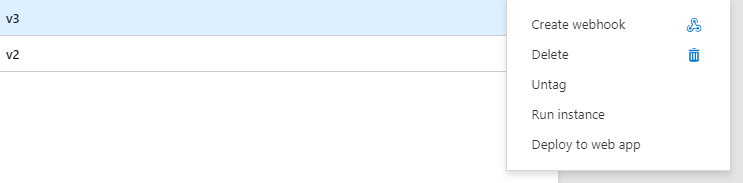 v3
v2
Create webhook
Delete
Untag
Run instance
Deploy to web app